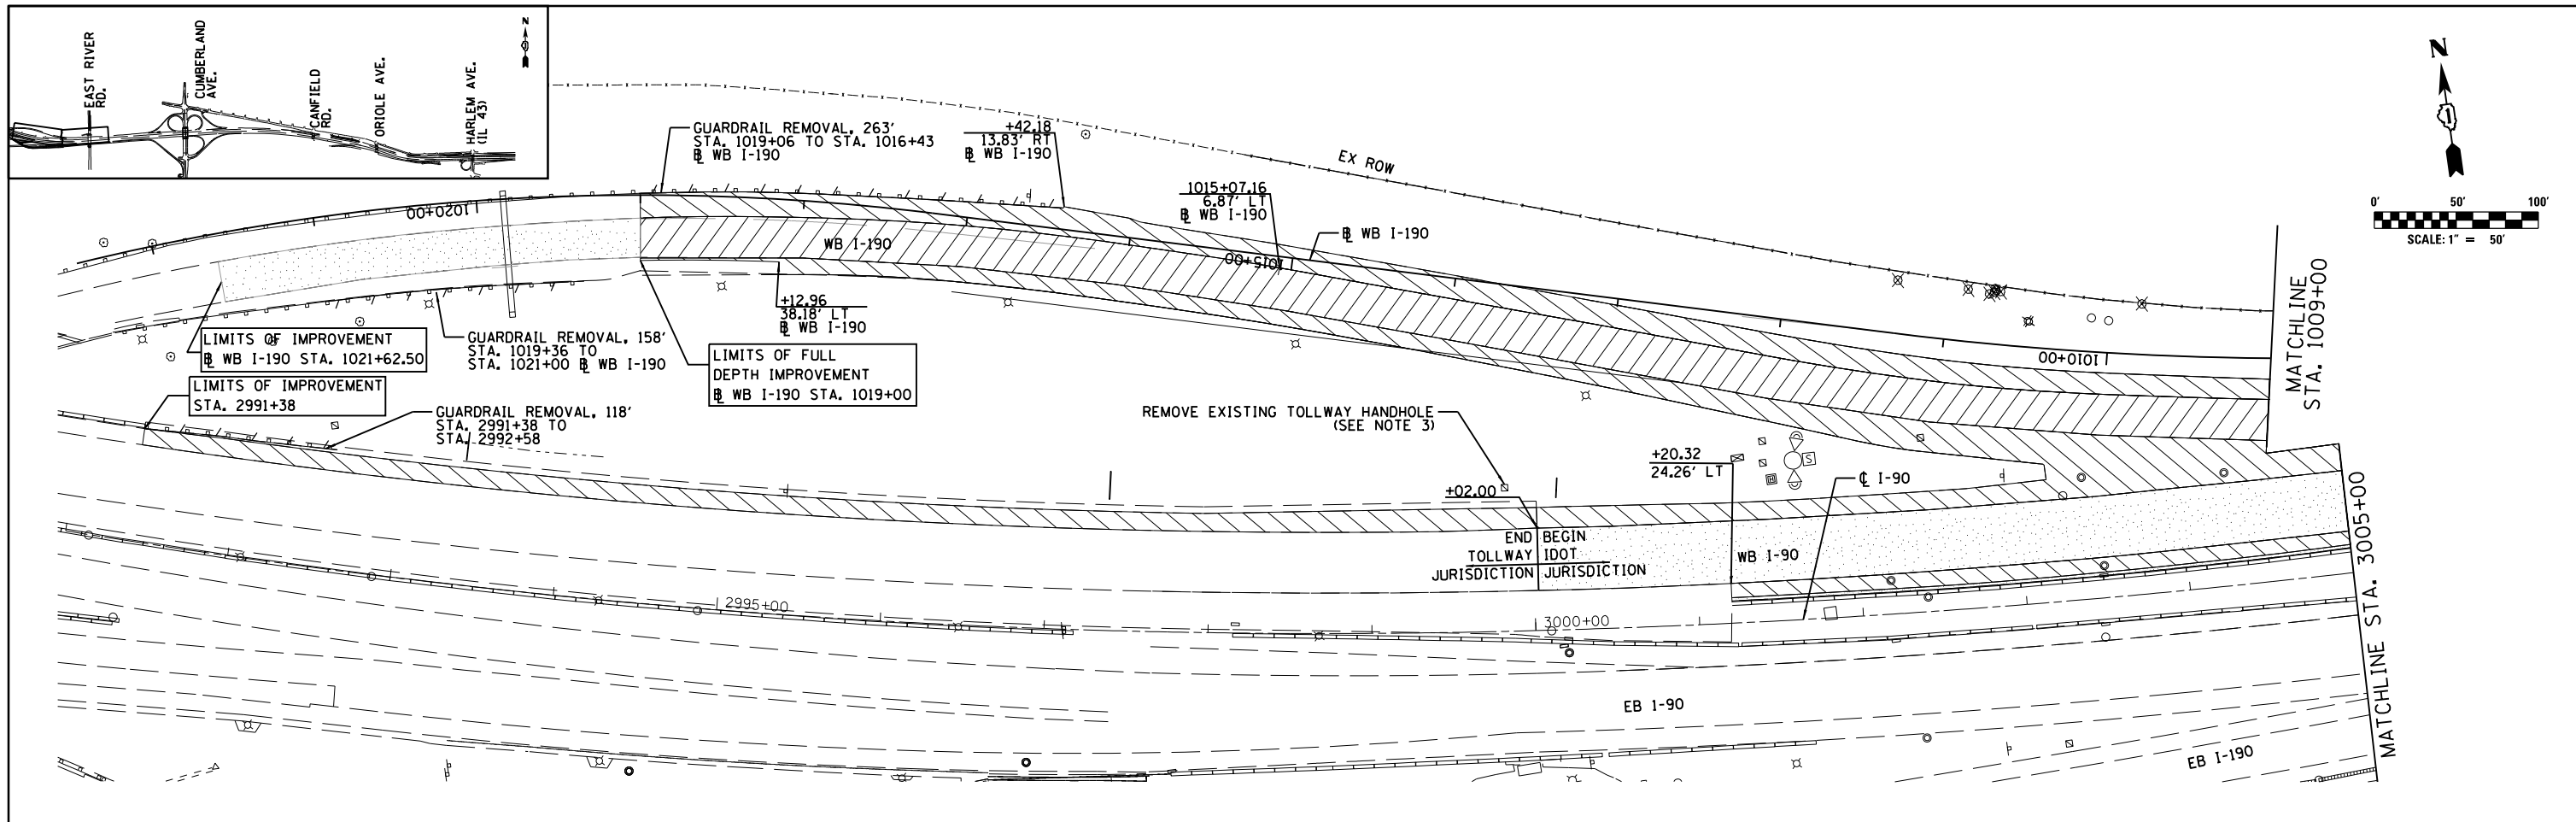 EAST RIVER
RD.
CUMBERLAND
AVE.
CANFIELD
RD.
ORIOLE AVE.
HARLEM AVE.
(IL 43)
N
N
0' 50' 100'
SCALE: 1" = 50'
GUARDRAIL REMOVAL, 263'
STA. 1019+06 TO STA. 1016+43
℄ WB I-190
+42.18
13.83' RT
℄ WB I-190
EX ROW
1015+07.16
6.87' LT
℄ WB I-190
℄ WB I-190
1020+00
WB I-190
1015+00
+12.96
38.18' LT
℄ WB I-190
LIMITS OF IMPROVEMENT
℄ WB I-190 STA. 1021+62.50
GUARDRAIL REMOVAL, 158'
STA. 1019+36 TO
STA. 1021+00 ℄ WB I-190
LIMITS OF FULL
DEPTH IMPROVEMENT
℄ WB I-190 STA. 1019+00
1010+00
MATCHLINE
STA. 1009+00
LIMITS OF IMPROVEMENT
STA. 2991+38
GUARDRAIL REMOVAL, 118'
STA. 2991+38 TO
STA. 2992+58
REMOVE EXISTING TOLLWAY HANDHOLE
(SEE NOTE 3)
+20.32
24.26' LT
S
℄ I-90
+02.00
END BEGIN
TOLLWAY IDOT
JURISDICTION JURISDICTION
WB I-90
2995+00
3000+00
MATCHLINE STA. 3005+00
EB I-90
EB I-190